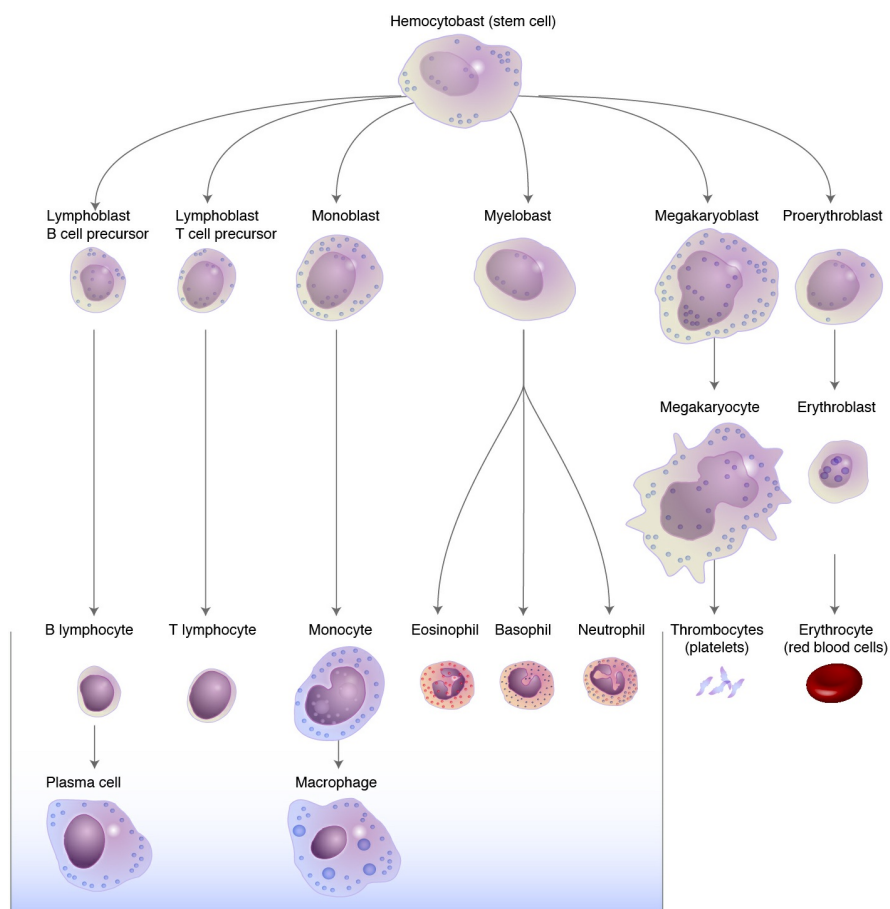 Hemocytobast (stem cell)
Lymphoblast
B cell precursor
Lymphoblast
T cell precursor
Monoblast
Myelobast
Megakaryoblast
Proerythroblast
Megakaryocyte
Erythroblast
B lymphocyte
T lymphocyte
Monocyte
Eosinophil
Basophil
Neutrophil
Thrombocytes
(platelets)
Erythrocyte
(red blood cells)
Plasma cell
Macrophage